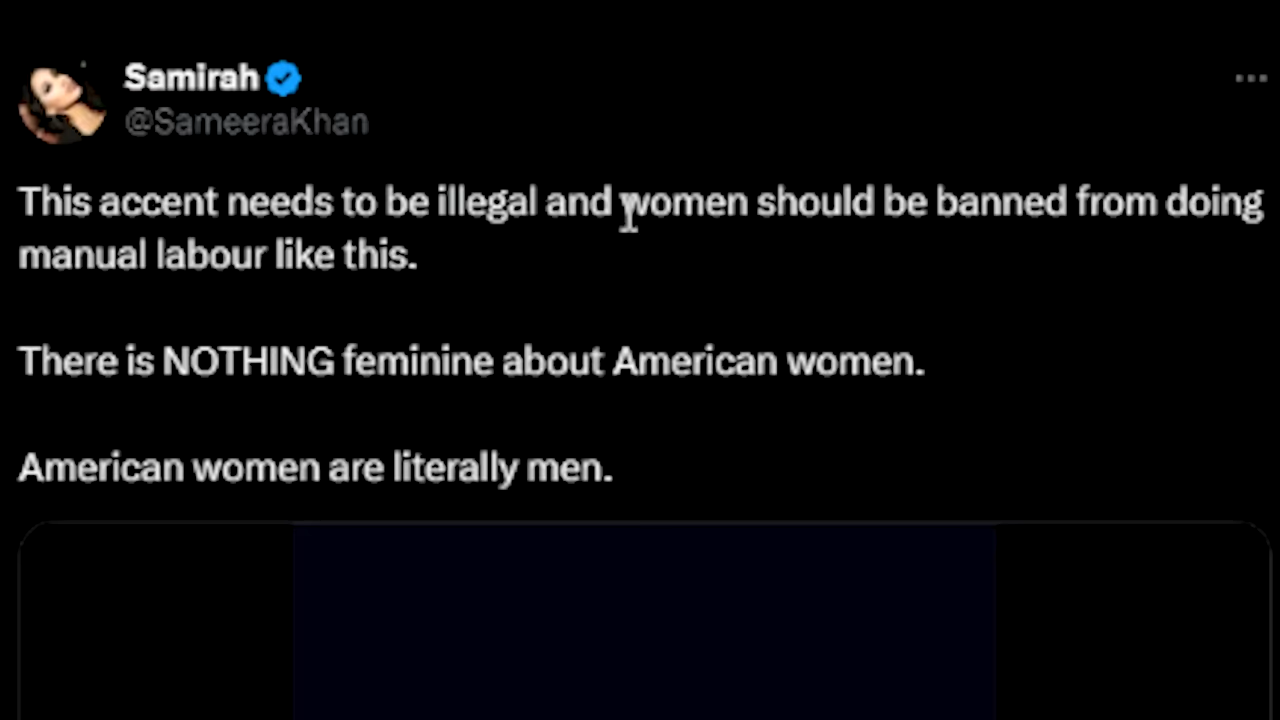 Samirah
@SameeraKhan
This accent needs to be illegal and women should be banned from doing
manual labour like this.
There is NOTHING feminine about American women.
American women are literally men.